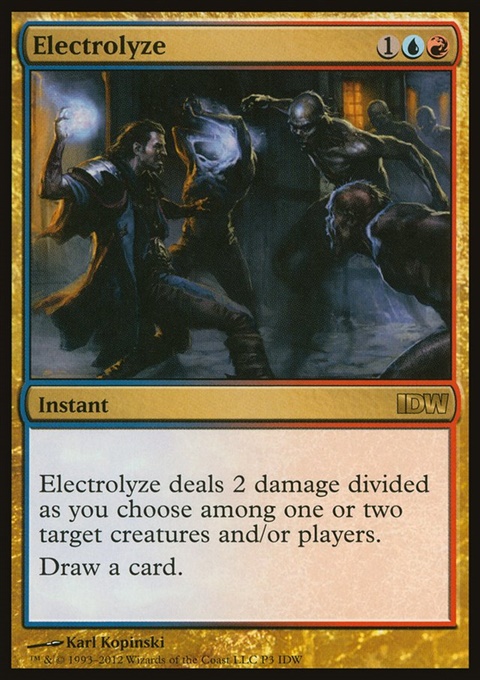 Electrolyze 1
Instant IDW
Electrolyze deals 2 damage divided
as you choose among one or two
target creatures and/or players.
Draw a card.
Karl Kopinski
™ & © 1993–2012 Wizards of the Coast LLC P3 IDW